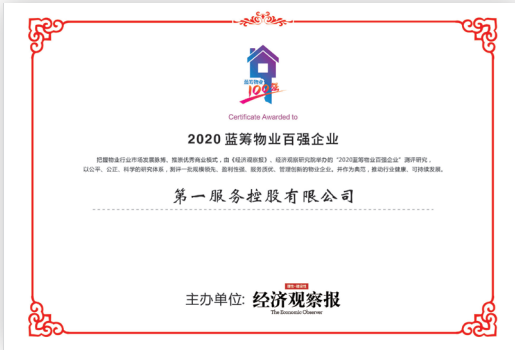 蓝筹物业
100强
Certificate Awarded to
2020 蓝筹物业百强企业
把握物业行业市场发展脉搏，推崇优秀商业模式，由《经济观察报》、经济观察研究院举办的“2020蓝筹物业百强企业”测评研究，
以公平、公正、科学的研究体系，测评一批规模领先、盈利性强、服务质优、管理创新的物业企业。并作为典范，推动行业健康、可持续发展。
第一服务控股有限公司
主办单位: 经济观察报
The Economic Observer